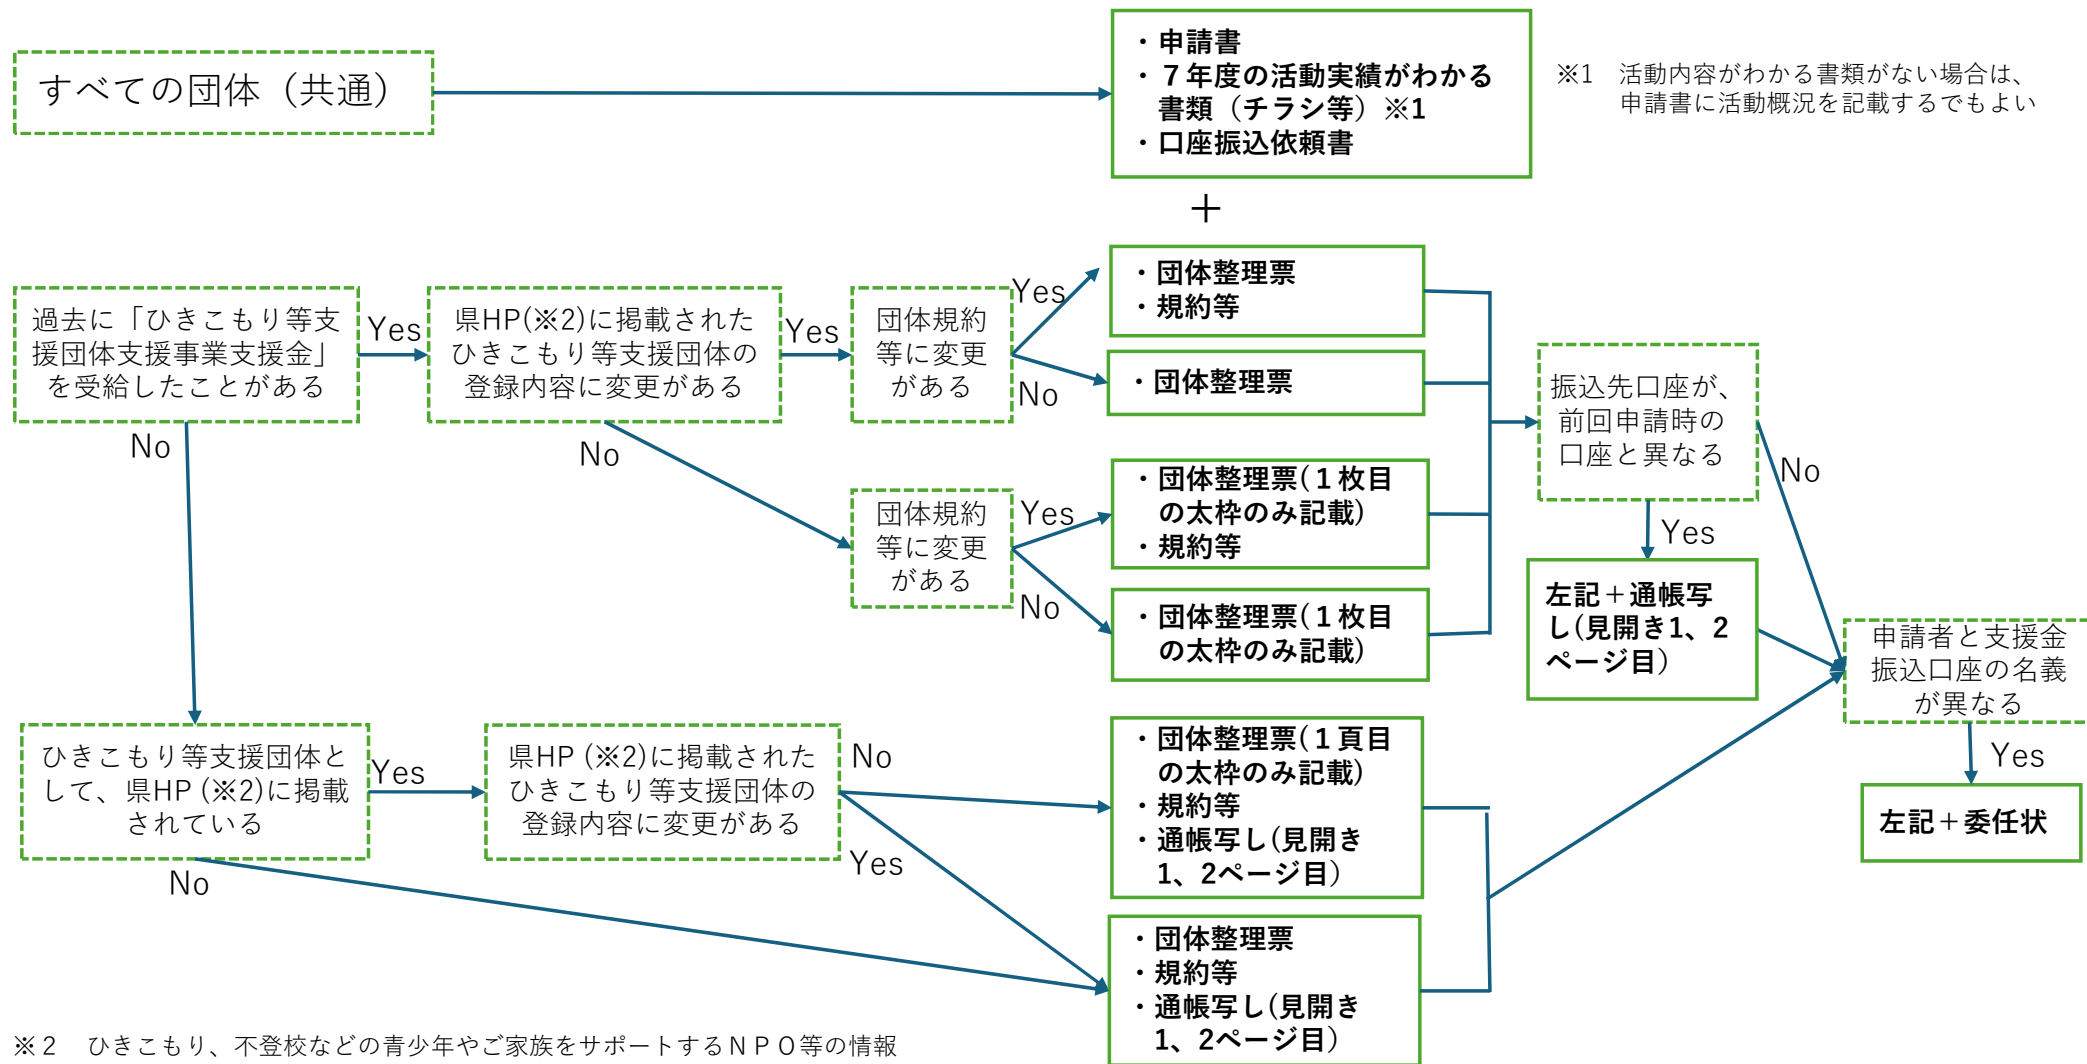 すべての団体（共通）
・申請書
・７年度の活動実績がわかる
書類（チラシ等）※1
・口座振込依頼書
※1　活動内容がわかる書類がない場合は、
申請書に活動概況を記載するでもよい
＋
過去に「ひきこもり等支
援団体支援事業支援金」
を受給したことがある
Yes
No
県HP(※2)に掲載された
ひきこもり等支援団体の
登録内容に変更がある
Yes
No
団体規約
等に変更
がある
Yes
No
・団体整理票
・規約等
・団体整理票
団体規約
等に変更
がある
Yes
No
・団体整理票(１枚目
の太枠のみ記載)
・規約等
・団体整理票(１枚目
の太枠のみ記載)
振込先口座が、
前回申請時の
口座と異なる
No
Yes
左記＋通帳写
し(見開き1、2
ページ目）
ひきこもり等支援団体と
して、県HP (※2)に掲載
されている
Yes
No
県HP (※2)に掲載された
ひきこもり等支援団体の
登録内容に変更がある
No
Yes
・団体整理票(１頁目
の太枠のみ記載)
・規約等
・通帳写し(見開き
1、2ページ目）
・団体整理票
・規約等
・通帳写し(見開き
1、2ページ目）
申請者と支援金
振込口座の名義
が異なる
Yes
左記＋委任状
※２　ひきこもり、不登校などの青少年やご家族をサポートするＮＰＯ等の情報